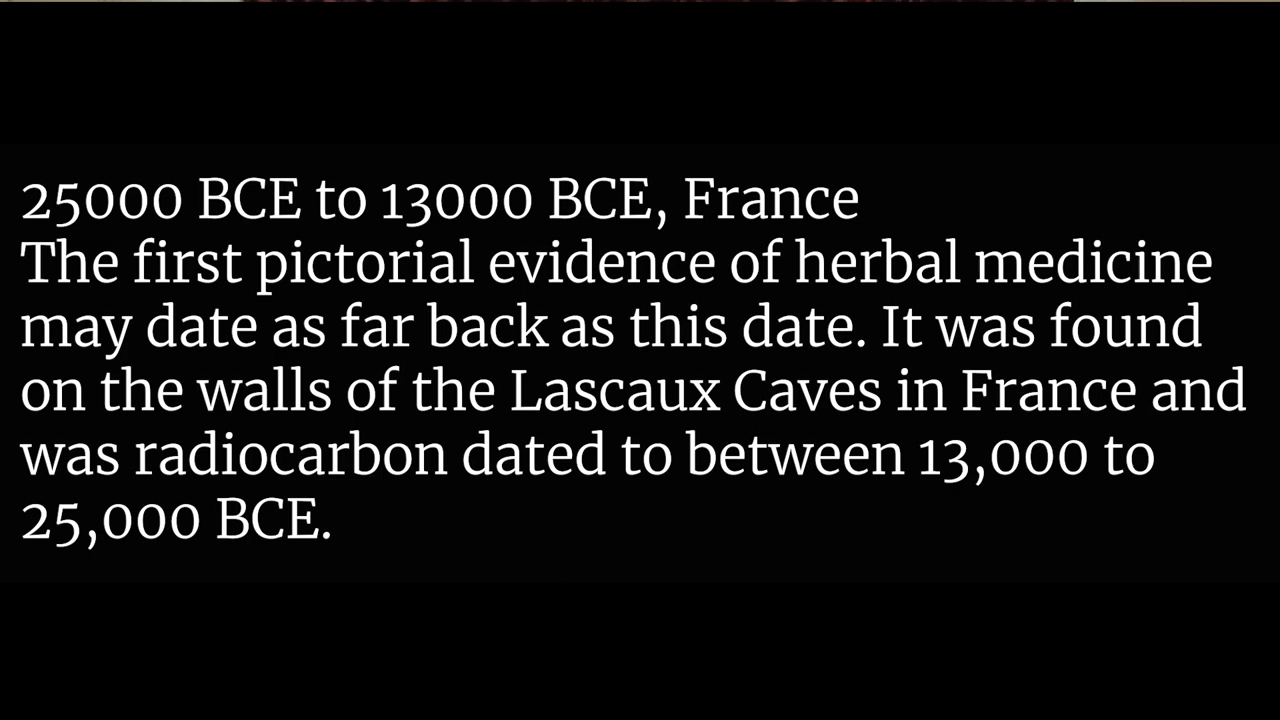 25000 BCE to 13000 BCE, France
The first pictorial evidence of herbal medicine
may date as far back as this date. It was found
on the walls of the Lascaux Caves in France and
was radiocarbon dated to between 13,000 to
25,000 BCE.